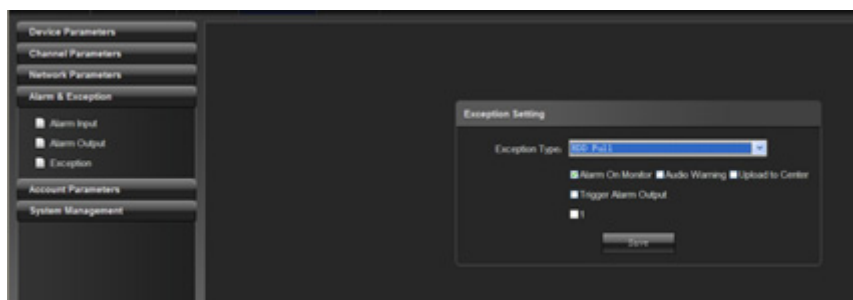 Device Parameters
Channel Parameters
Network Parameters
Alarm & Exception
Alarm Input
Alarm Output
Exception
Account Parameters
System Management
Exception Setting
Exception Type: HDD Full
Alarm On Monitor Audio Warning Upload to Center
Trigger Alarm Output
1
Save